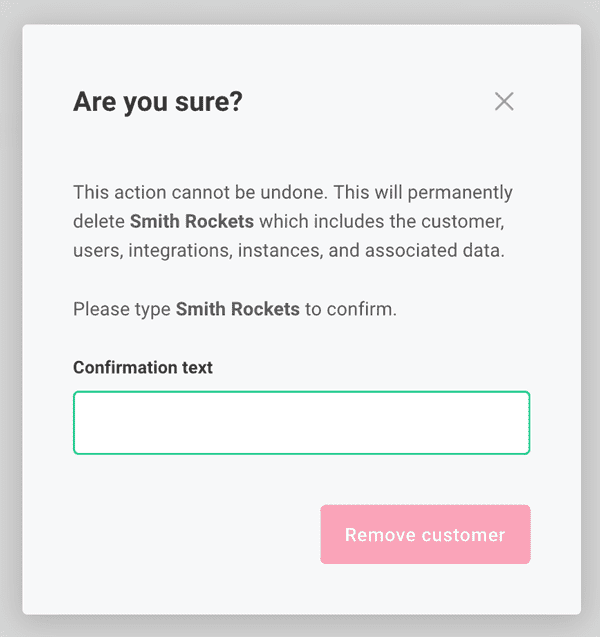 Are you sure?
This action cannot be undone. This will permanently
delete Smith Rockets which includes the customer,
users, integrations, instances, and associated data.
Please type Smith Rockets to confirm.
Confirmation text
Remove customer